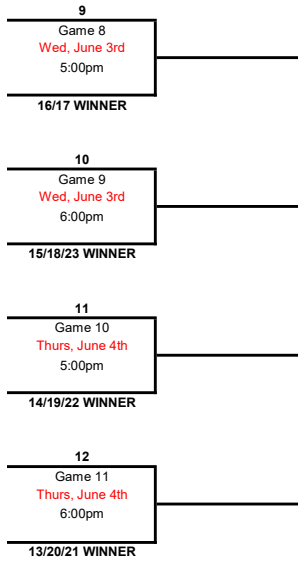 9
Game 8
Wed, June 3rd
5:00pm
16/17 WINNER
10
Game 9
Wed, June 3rd
6:00pm
15/18/23 WINNER
11
Game 10
Thurs, June 4th
5:00pm
14/19/22 WINNER
12
Game 11
Thurs, June 4th
6:00pm
13/20/21 WINNER